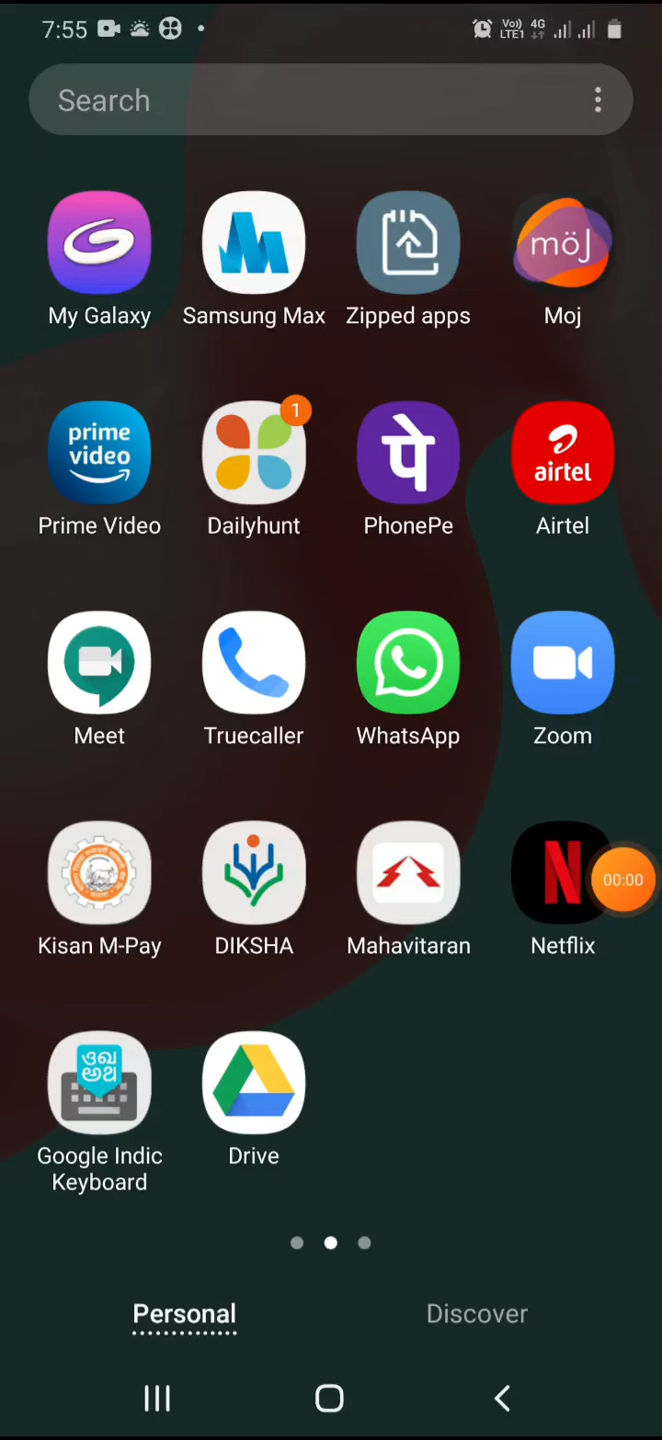 7:55 Vo)) LTE1 4G
Search
My Galaxy Samsung Max Zipped apps Moj
möj
prime video
1
पे
airtel
Prime Video Dailyhunt PhonePe Airtel
Meet Truecaller WhatsApp Zoom
N
00:00
Kisan M-Pay DIKSHA Mahavitaran Netflix
Google Indic Keyboard Drive
Personal Discover